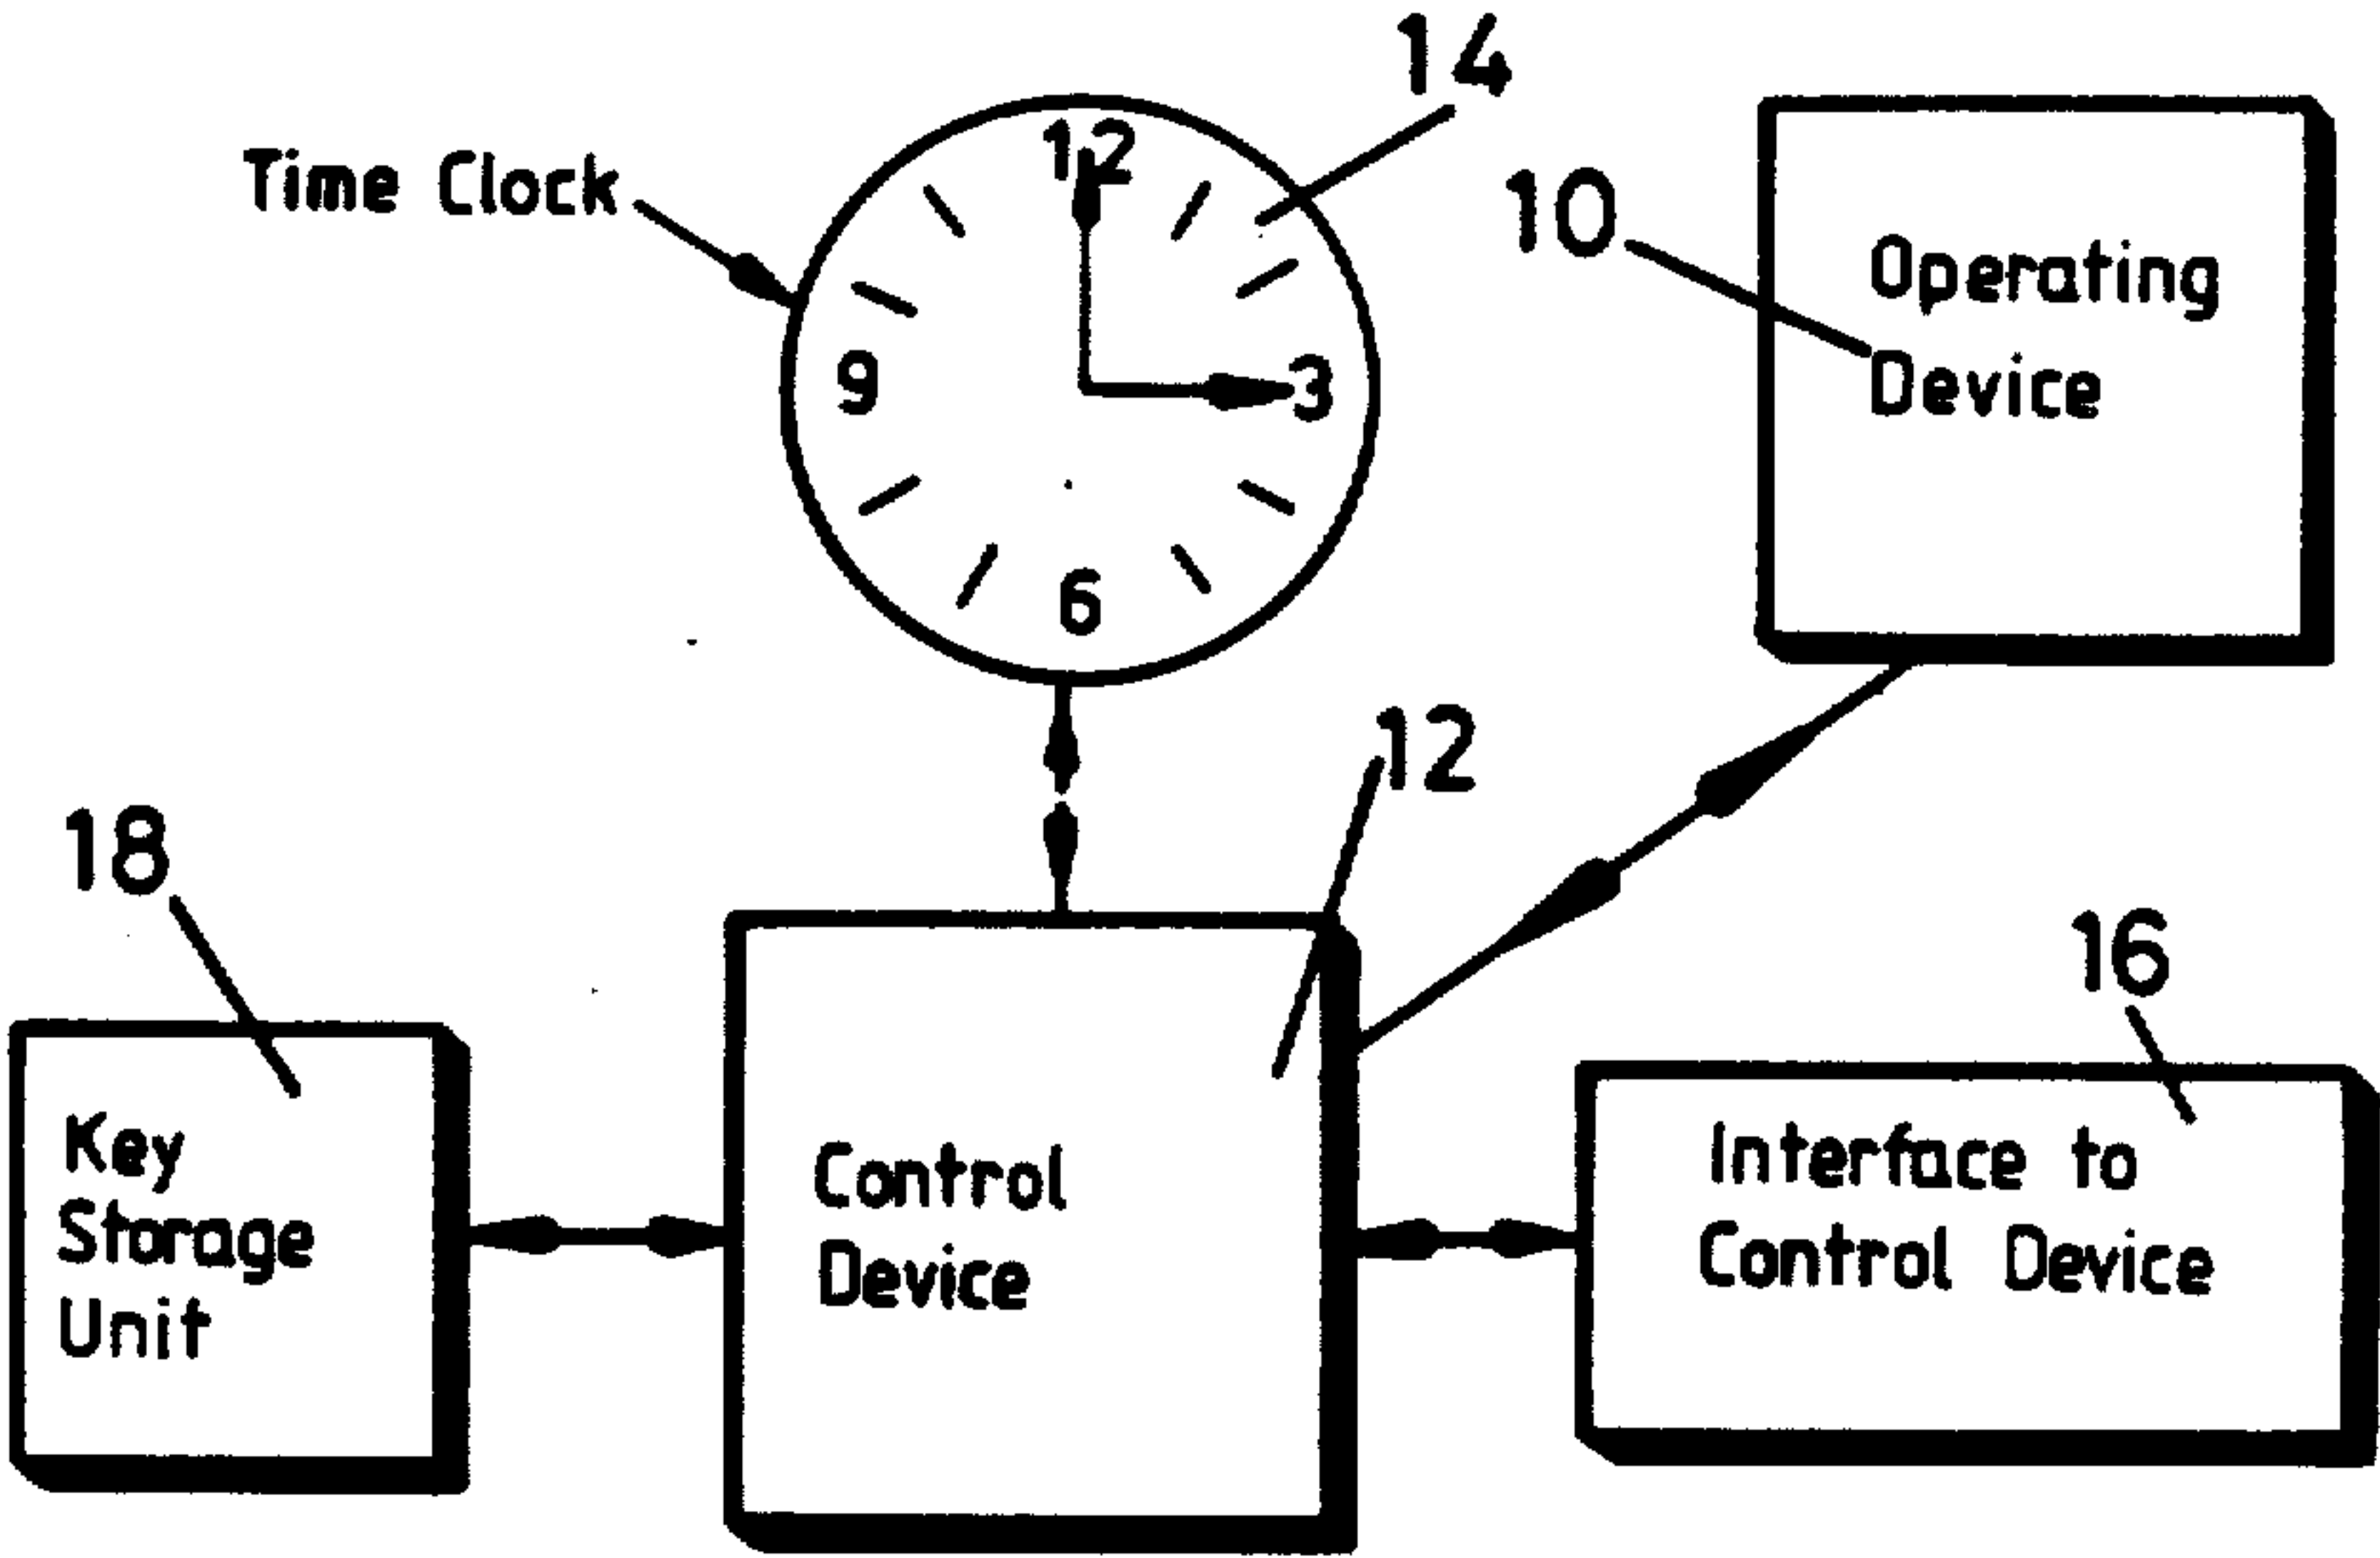 14
Time Clock
12
3
6
9
10
Operating
Device
12
18
16
Key
Storage
Unit
Control
Device
Interface to
Control Device